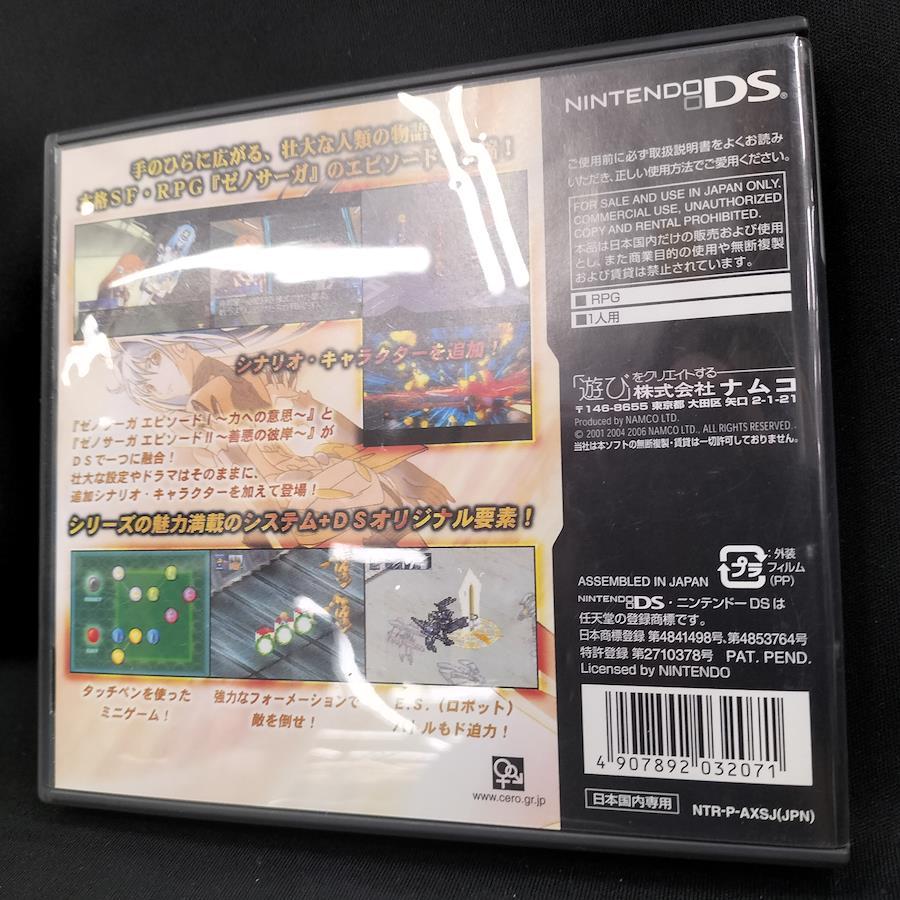 手のひらに広がる、壮大な人類の物語
本格SF・RPG『ゼノサーガ』のエピソード
シナリオ・キャラクターを追加！
『ゼノサーガ エピソードⅠ～力への意思～』と
『ゼノサーガ エピソードⅡ～善悪の彼岸～』が
DSで一つに融合！
壮大な設定やドラマはそのままに、
追加シナリオ・キャラクターを加えて登場！
シリーズの魅力満載のシステム+DSオリジナル要素！
タッチペンを使った
ミニゲーム！
強力なフォーメーションで
敵を倒せ！
E.S.（ロボット）
バトルもド迫力！
www.cero.gr.jp
NINTENDO DS®
ご使用前に必ず取扱説明書をよくお読み
いただき、正しい使用方法でご愛用ください。
FOR SALE AND USE IN JAPAN ONLY.
COMMERCIAL USE, UNAUTHORIZED
COPY AND RENTAL PROHIBITED.
本品は日本国内だけの販売および使用
とし、また商業目的の使用や無断複製
および賃貸は禁止されています。
■RPG
■1人用
「遊び」をクリエイトする
株式会社 ナムコ
〒146-8655 東京都 大田区 矢口 2-1-21
Produced by NAMCO LTD.
© 2001 2004 2006 NAMCO LTD., ALL RIGHTS RESERVED.
当社は本ソフトの無断複製・賃貸は一切許可しておりません。
ASSEMBLED IN JAPAN
プラ
:外装
フィルム
(PP)
NINTENDO DS・ニンテンドーDSは
任天堂の登録商標です。
日本商標登録 第4841498号、第4853764号
特許登録 第2710378号 PAT. PEND.
Licensed by NINTENDO
4 907892 032071
日本国内専用
NTR-P-AXSJ(JPN)